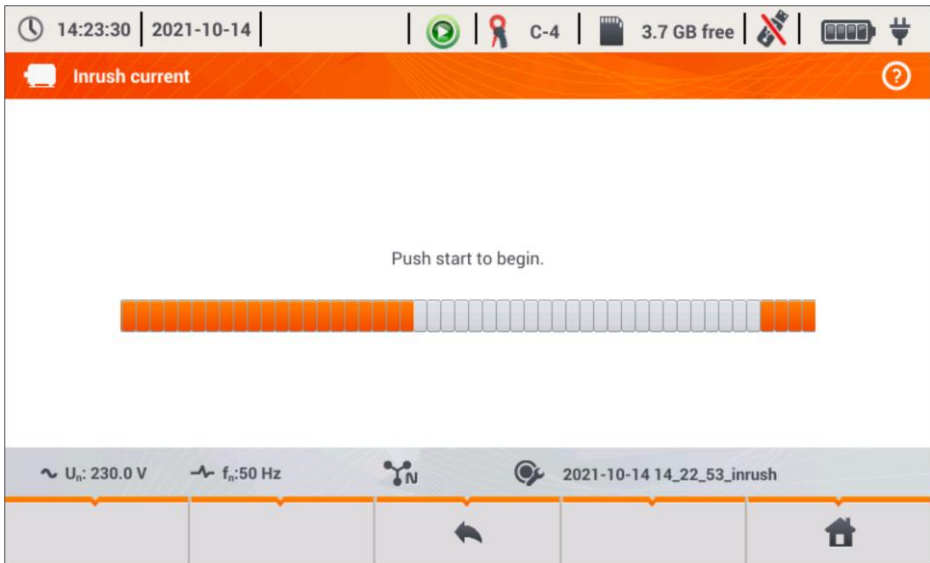 14:23:30 2021-10-14 C-4 3.7 GB free
Inrush current ?
Push start to begin.
Uₙ: 230.0 V fₙ:50 Hz N 2021-10-14 14_22_53_inrush